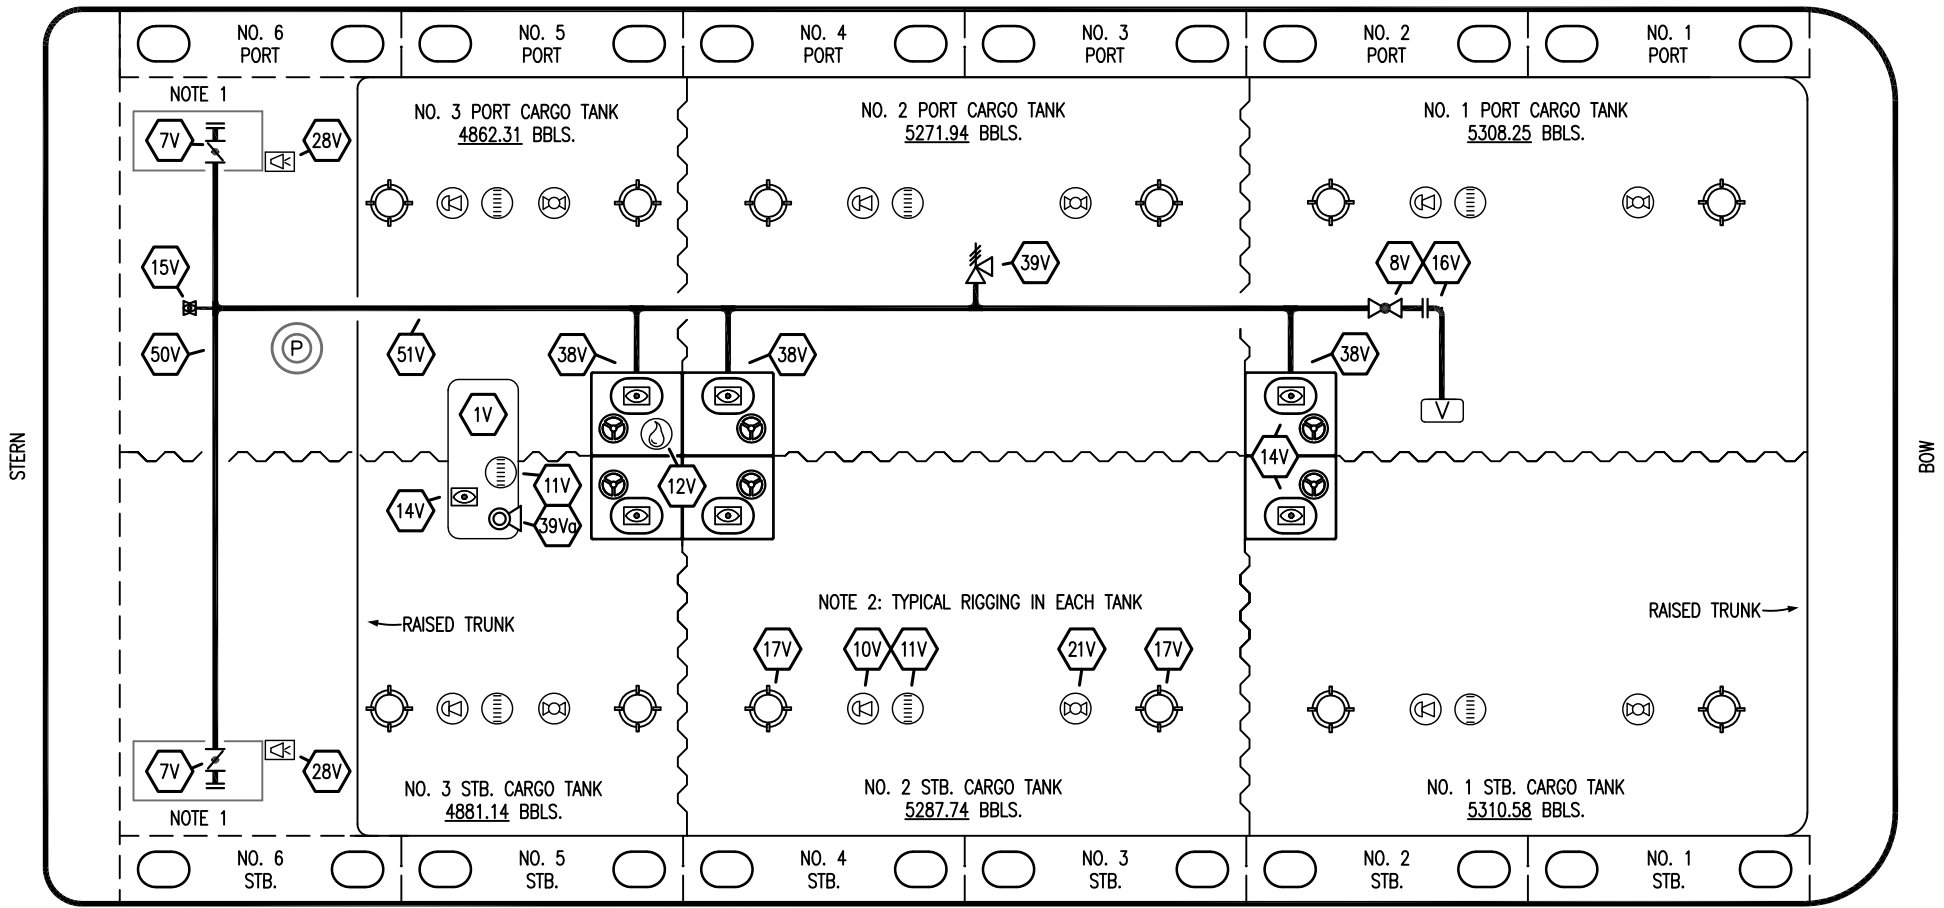 NO. 6
PORT
NO. 5
PORT
NO. 4
PORT
NO. 3
PORT
NO. 2
PORT
NO. 1
PORT
NOTE 1
7V
28V
NO. 3 PORT CARGO TANK
4862.31 BBLS.
NO. 2 PORT CARGO TANK
5271.94 BBLS.
NO. 1 PORT CARGO TANK
5308.25 BBLS.
15V
39V
8V
16V
50V
P
51V
38V
38V
38V
1V
V
STERN
BOW
14V
11V
12V
14V
39Va
NOTE 2: TYPICAL RIGGING IN EACH TANK
RAISED TRUNK
RAISED TRUNK
17V
10V
11V
21V
17V
7V
28V
NOTE 1
NO. 3 STB. CARGO TANK
4881.14 BBLS.
NO. 2 STB. CARGO TANK
5287.74 BBLS.
NO. 1 STB. CARGO TANK
5310.58 BBLS.
NO. 6
STB.
NO. 5
STB.
NO. 4
STB.
NO. 3
STB.
NO. 2
STB.
NO. 1
STB.